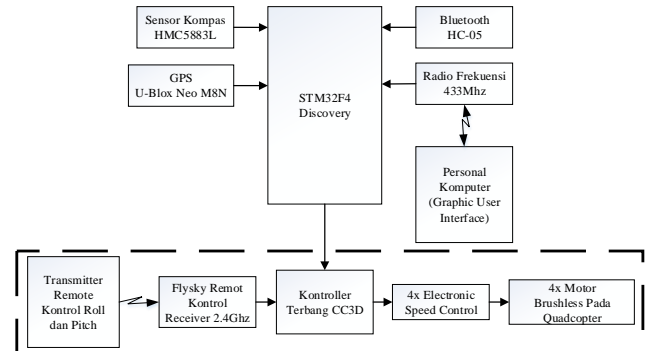 Sensor Kompas
HMC5883L
Bluetooth
HC-05
GPS
U-Blox Neo M8N
STM32F4
Discovery
Radio Frekuensi
433Mhz
Personal
Komputer
(Graphic User
Interface)
Transmitter
Remote
Kontrol Roll
dan Pitch
Flysky Remot
Kontrol
Receiver 2.4Ghz
Kontroller
Terbang CC3D
4x Electronic
Speed Control
4x Motor
Brushless Pada
Quadcopter